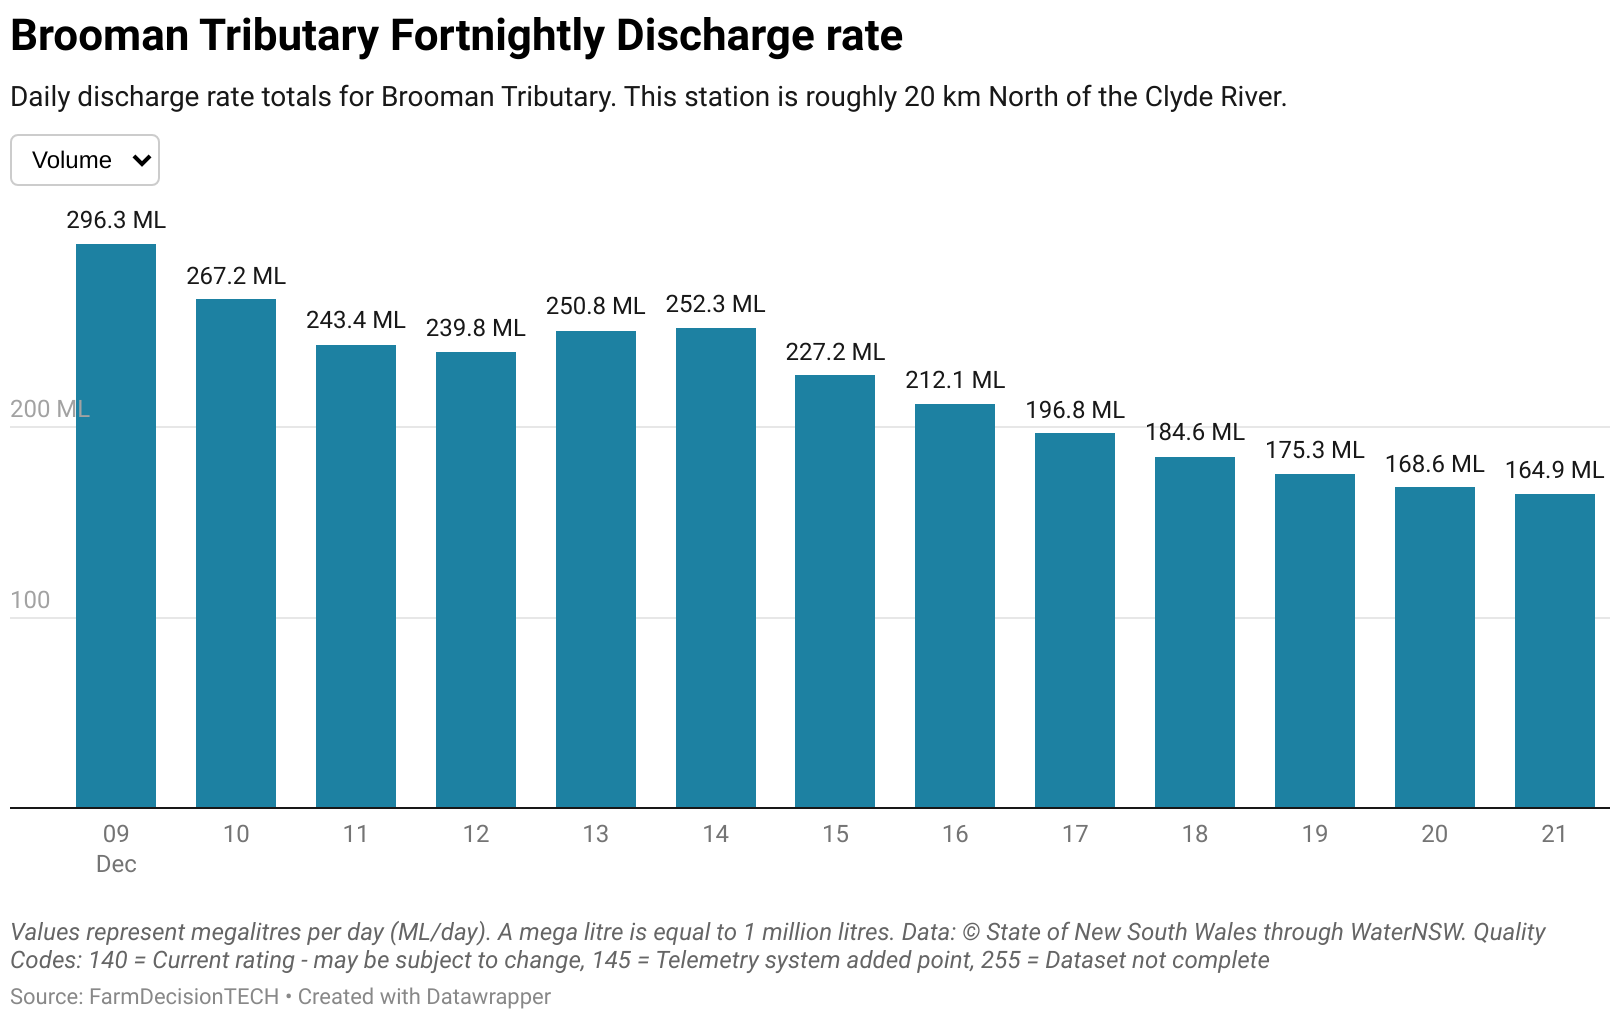 Brooman Tributary Fortnightly Discharge rate
Daily discharge rate totals for Brooman Tributary. This station is roughly 20 km North of the Clyde River.
Volume
296.3 ML
267.2 ML
243.4 ML
239.8 ML
250.8 ML
252.3 ML
227.2 ML
212.1 ML
196.8 ML
184.6 ML
175.3 ML
168.6 ML
164.9 ML
200 ML
100
09 10 11 12 13 14 15 16 17 18 19 20 21
Dec
Values represent megalitres per day (ML/day). A mega litre is equal to 1 million litres. Data: © State of New South Wales through WaterNSW. Quality
Codes: 140 = Current rating - may be subject to change, 145 = Telemetry system added point, 255 = Dataset not complete
Source: FarmDecisionTECH • Created with Datawrapper